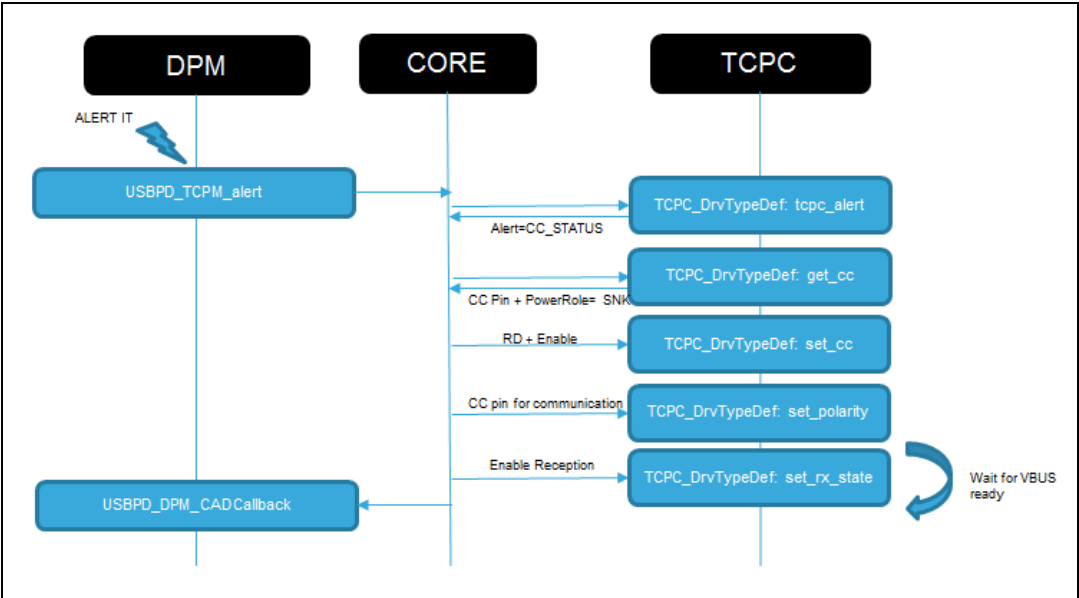 DPM
CORE
TCPC
ALERT IT
USBPD_TCPM_alert
TCPC_DrvTypeDef: tcpc_alert
Alert=CC_STATUS
TCPC_DrvTypeDef: get_cc
CC Pin + PowerRole= SNK
RD + Enable
TCPC_DrvTypeDef: set_cc
CC pin for communication
TCPC_DrvTypeDef: set_polarity
Enable Reception
TCPC_DrvTypeDef: set_rx_state
Wait for VBUS
ready
USBPD_DPM_CADCallback